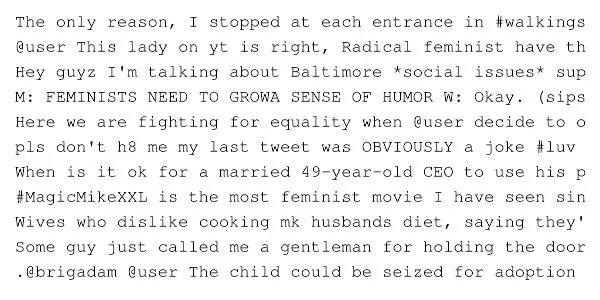 The only reason, I stopped at each entrance in #walkings
@user This lady on yt is right, Radical feminist have th
Hey guyz I'm talking about Baltimore *social issues* sup
M: FEMINISTS NEED TO GROWA SENSE OF HUMOR W: Okay. (sips
Here we are fighting for equality when @user decide to o
pls don't h8 me my last tweet was OBVIOUSLY a joke #luv
When is it ok for a married 49-year-old CEO to use his p
#MagicMikeXXL is the most feminist movie I have seen sin
Wives who dislike cooking mk husbands diet, saying they'
Some guy just called me a gentleman for holding the door
.@brigadam @user The child could be seized for adoption